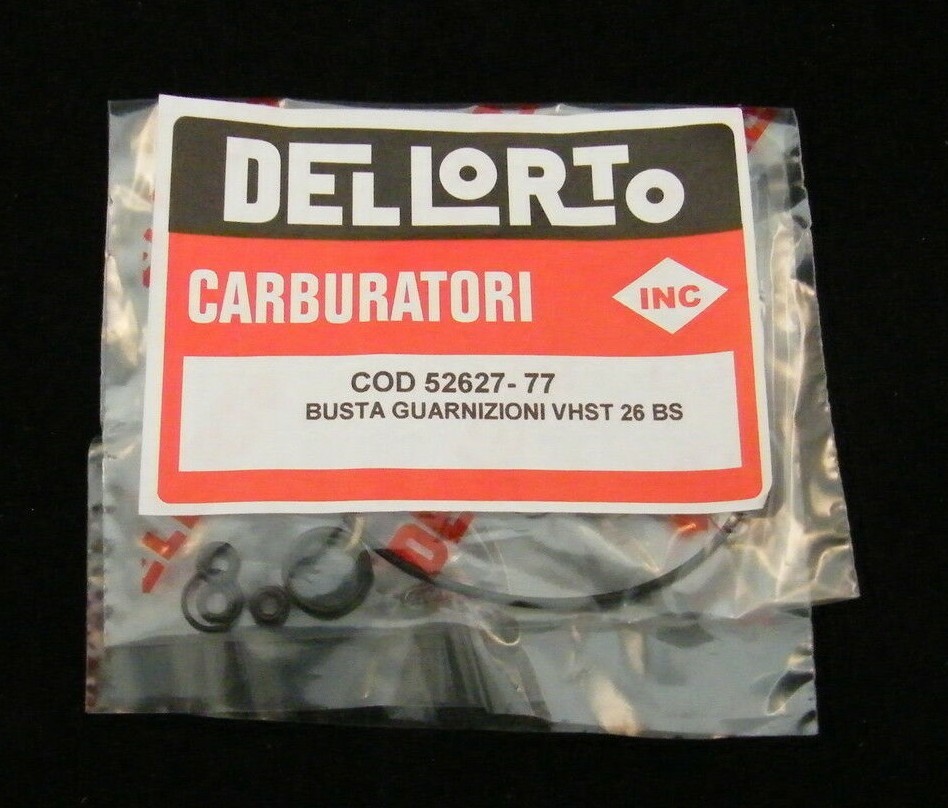 DELLORTO
CARBURATORI
INC
COD 52627-77
BUSTA GUARNIZIONI VHST 26 BS